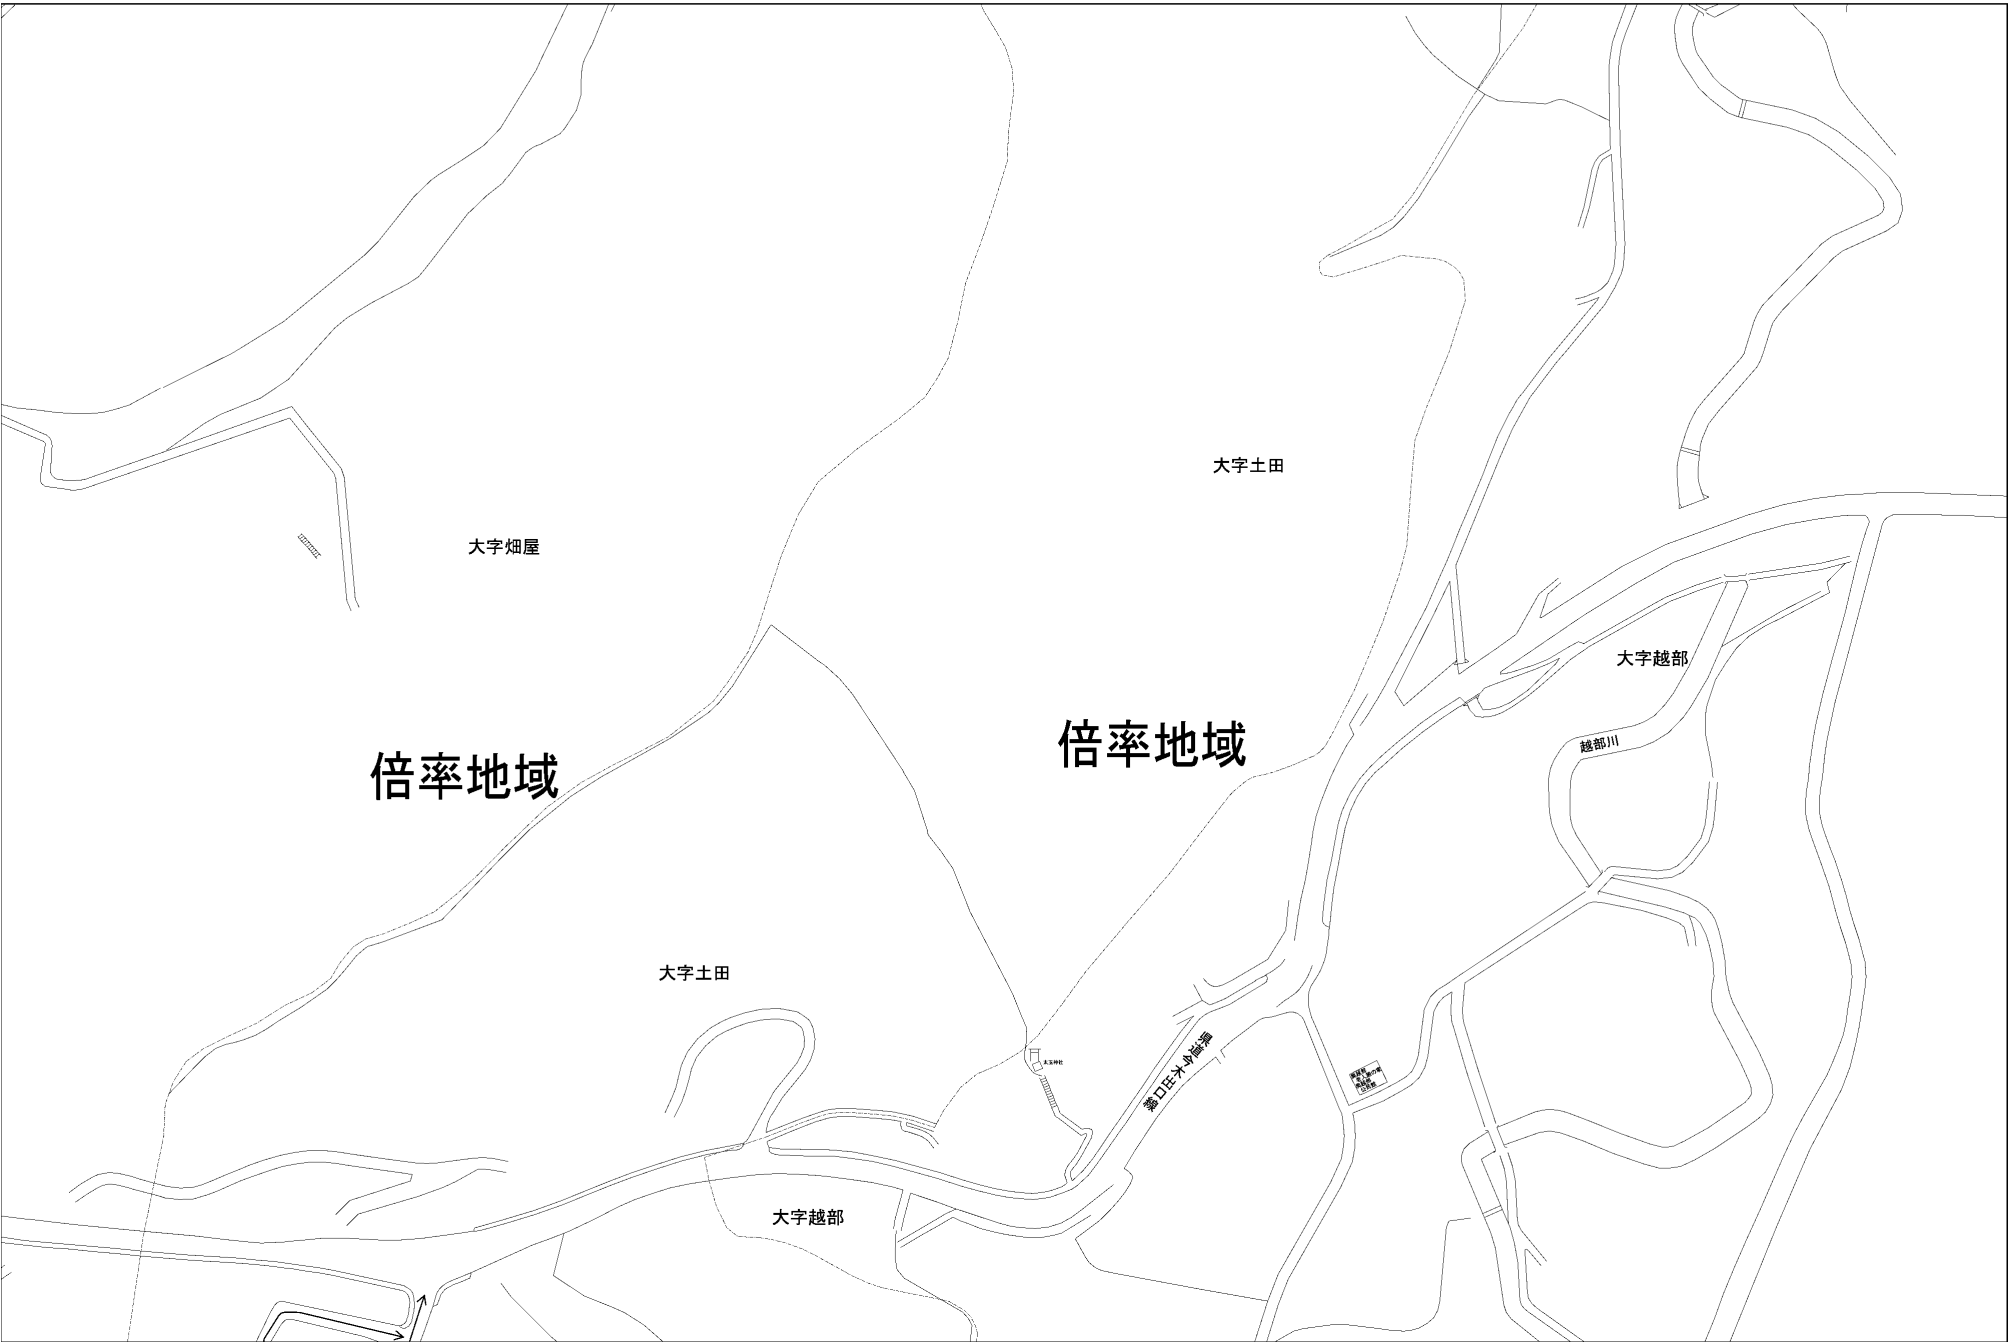 大字土田
大字畑屋
大字越部
越部川
倍率地域
倍率地域
大字土田
県道今木出口線
大字越部